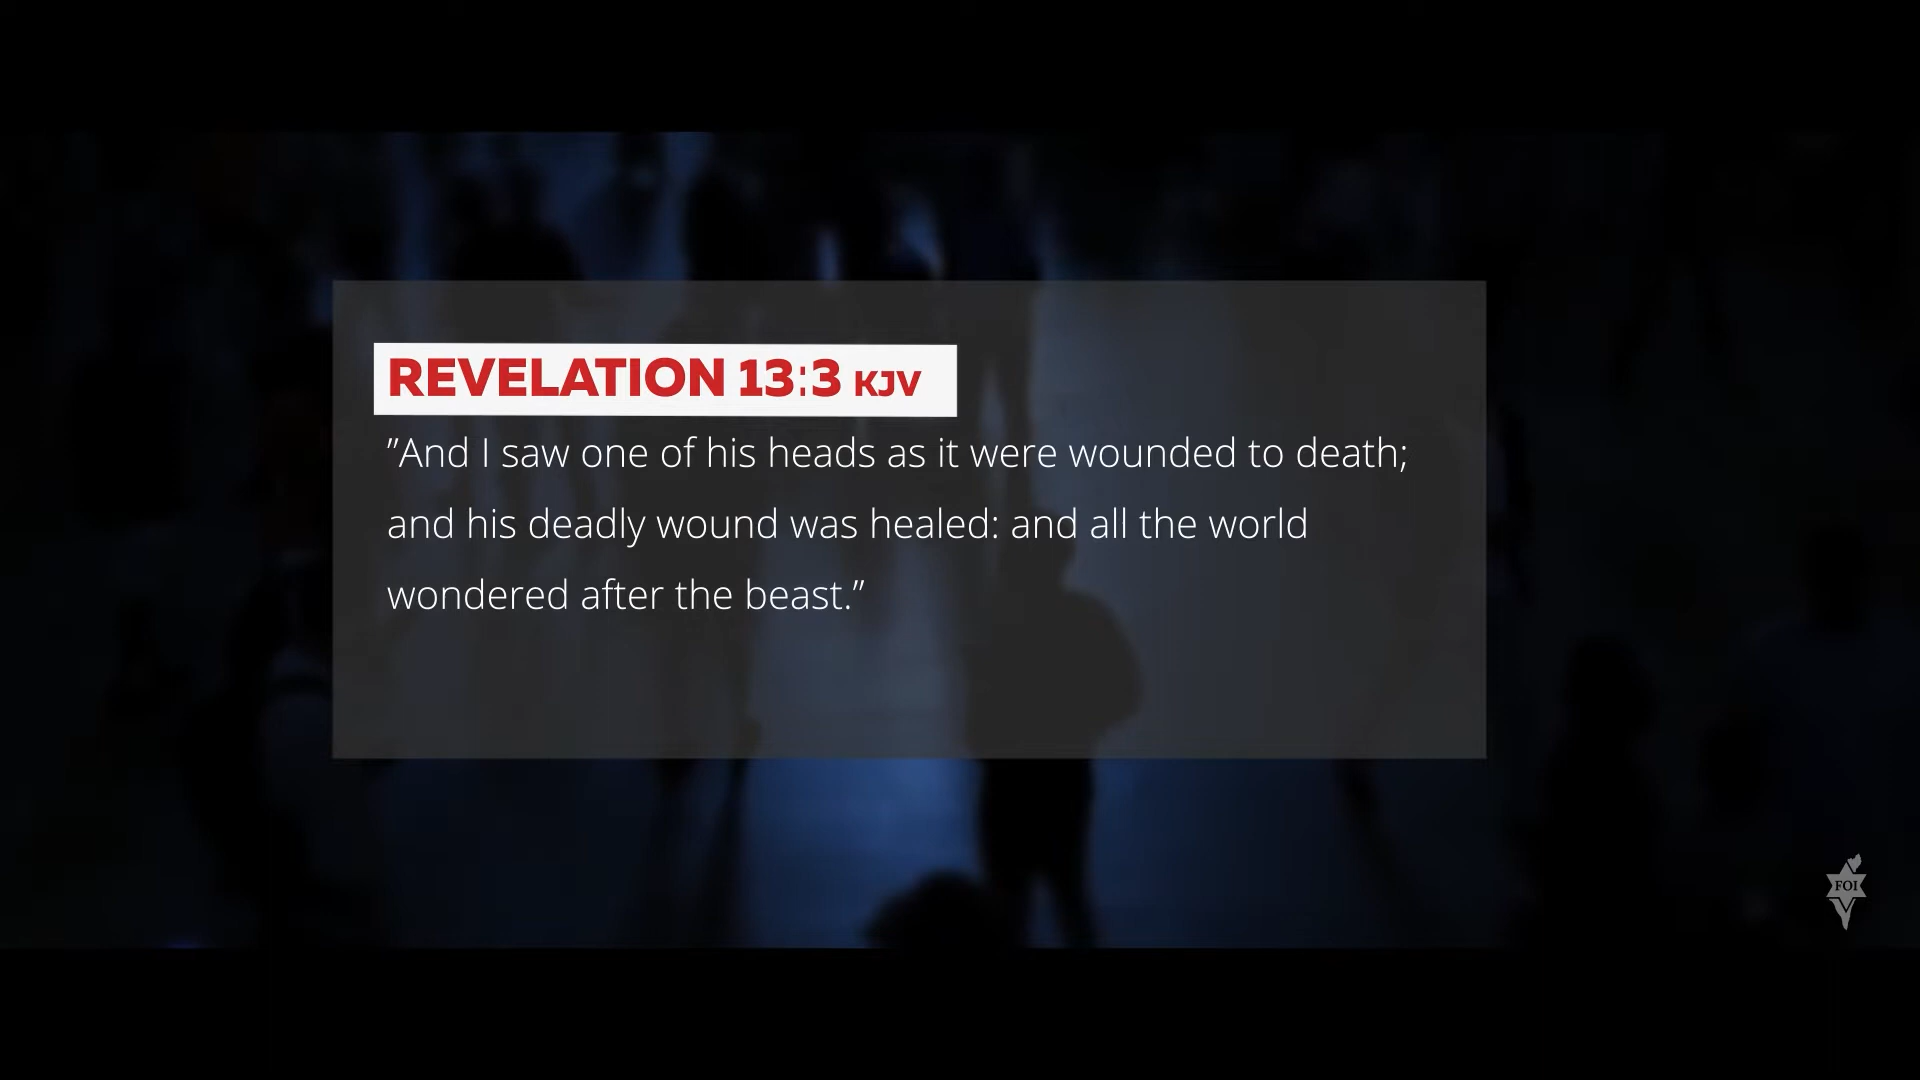 REVELATION 13:3 KJV
"And I saw one of his heads as it were wounded to death;
and his deadly wound was healed: and all the world
wondered after the beast."
FOI